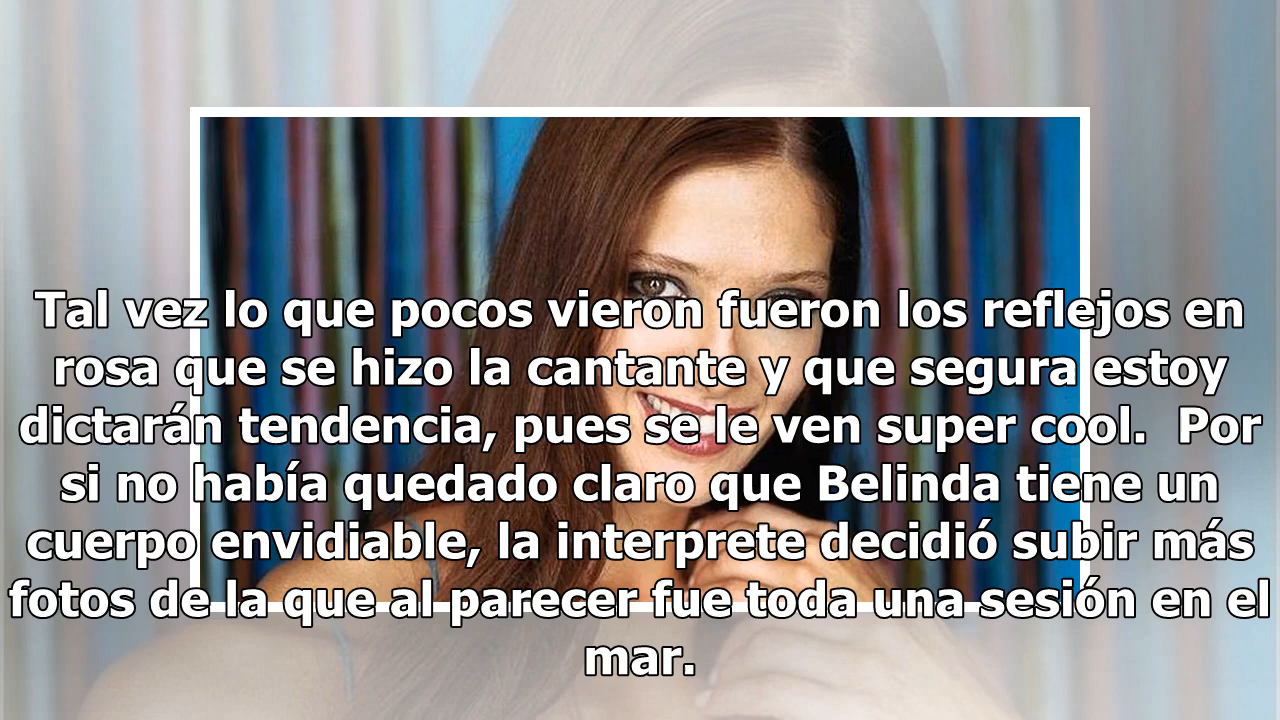 Tal vez lo que pocos vieron fueron los reflejos en
rosa que se hizo la cantante y que segura estoy
dictarán tendencia, pues se le ven super cool.  Por
si no había quedado claro que Belinda tiene un
cuerpo envidiable, la interprete decidió subir más
fotos de la que al parecer fue toda una sesión en el
mar.